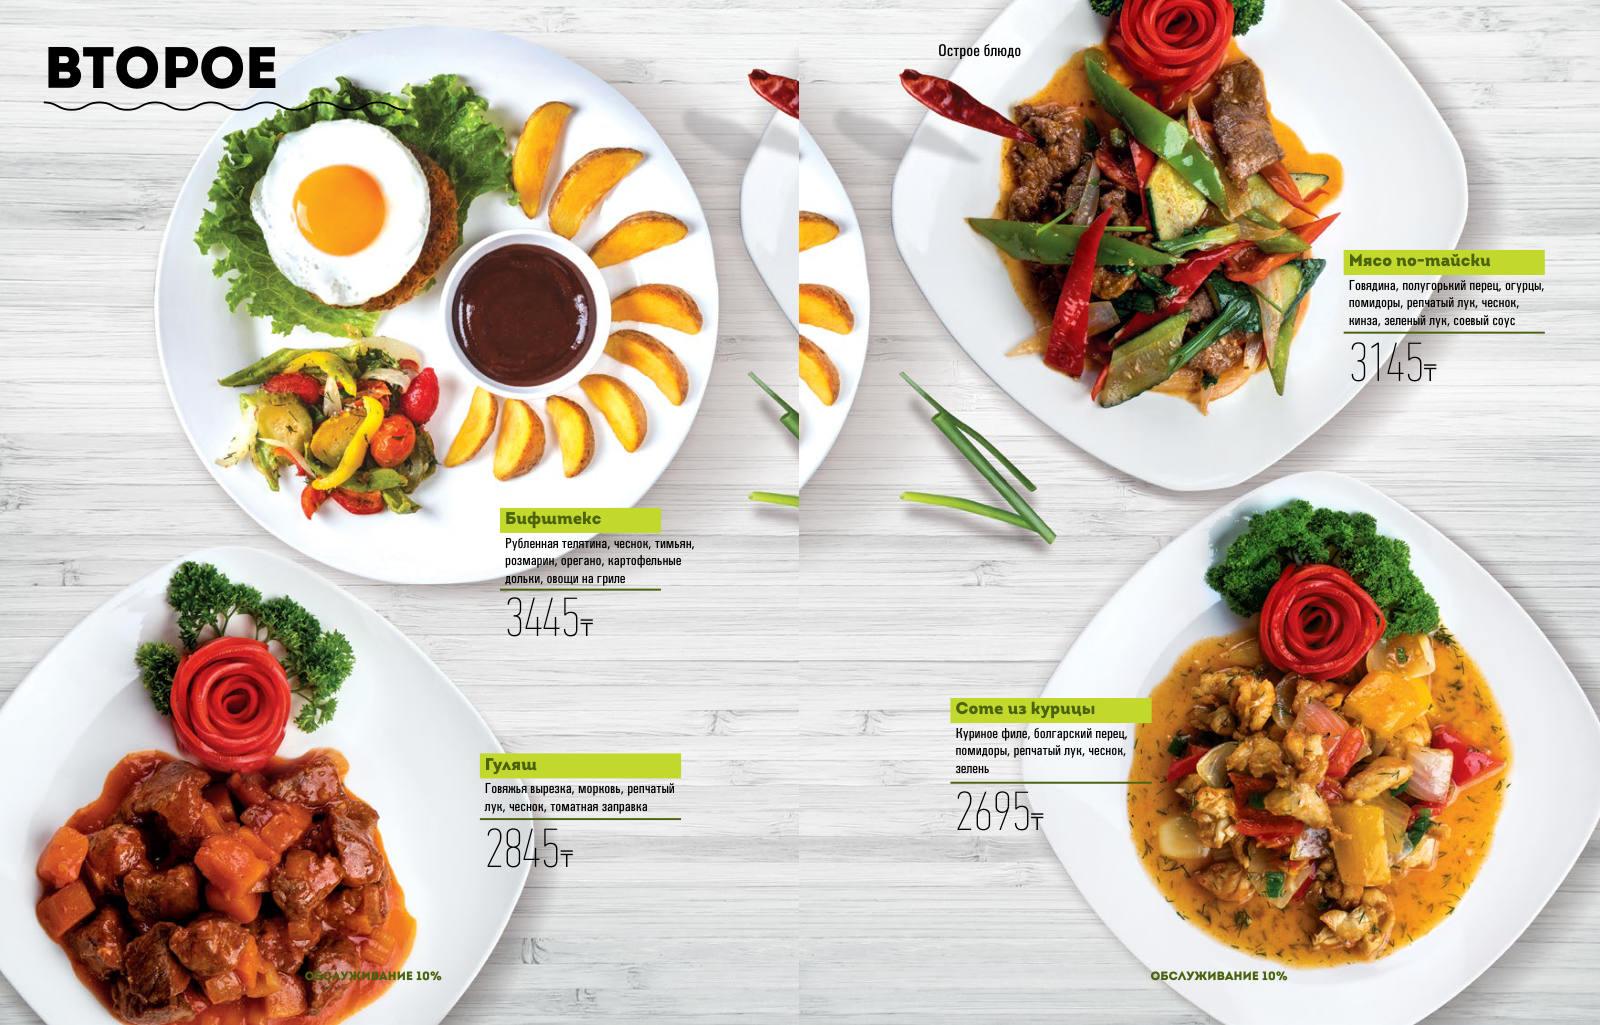 ВТОРОЕ
Бифштекс
Рубленная телятина, чеснок, тимьян,
розмарин, орегано, картофельные
дольки, овощи на гриле
3445₸
Гуляш
Говяжья вырезка, морковь, репчатый
лук, чеснок, томатная заправка
2845₸
ОБСЛУЖИВАНИЕ 10%
Острое блюдо
Мясо по-тайски
Говядина, полугорький перец, огурцы,
помидоры, репчатый лук, чеснок,
кинза, зеленый лук, соевый соус
3145₸
Соте из курицы
Куриное филе, болгарский перец,
помидоры, репчатый лук, чеснок,
зелень
2695₸
ОБСЛУЖИВАНИЕ 10%